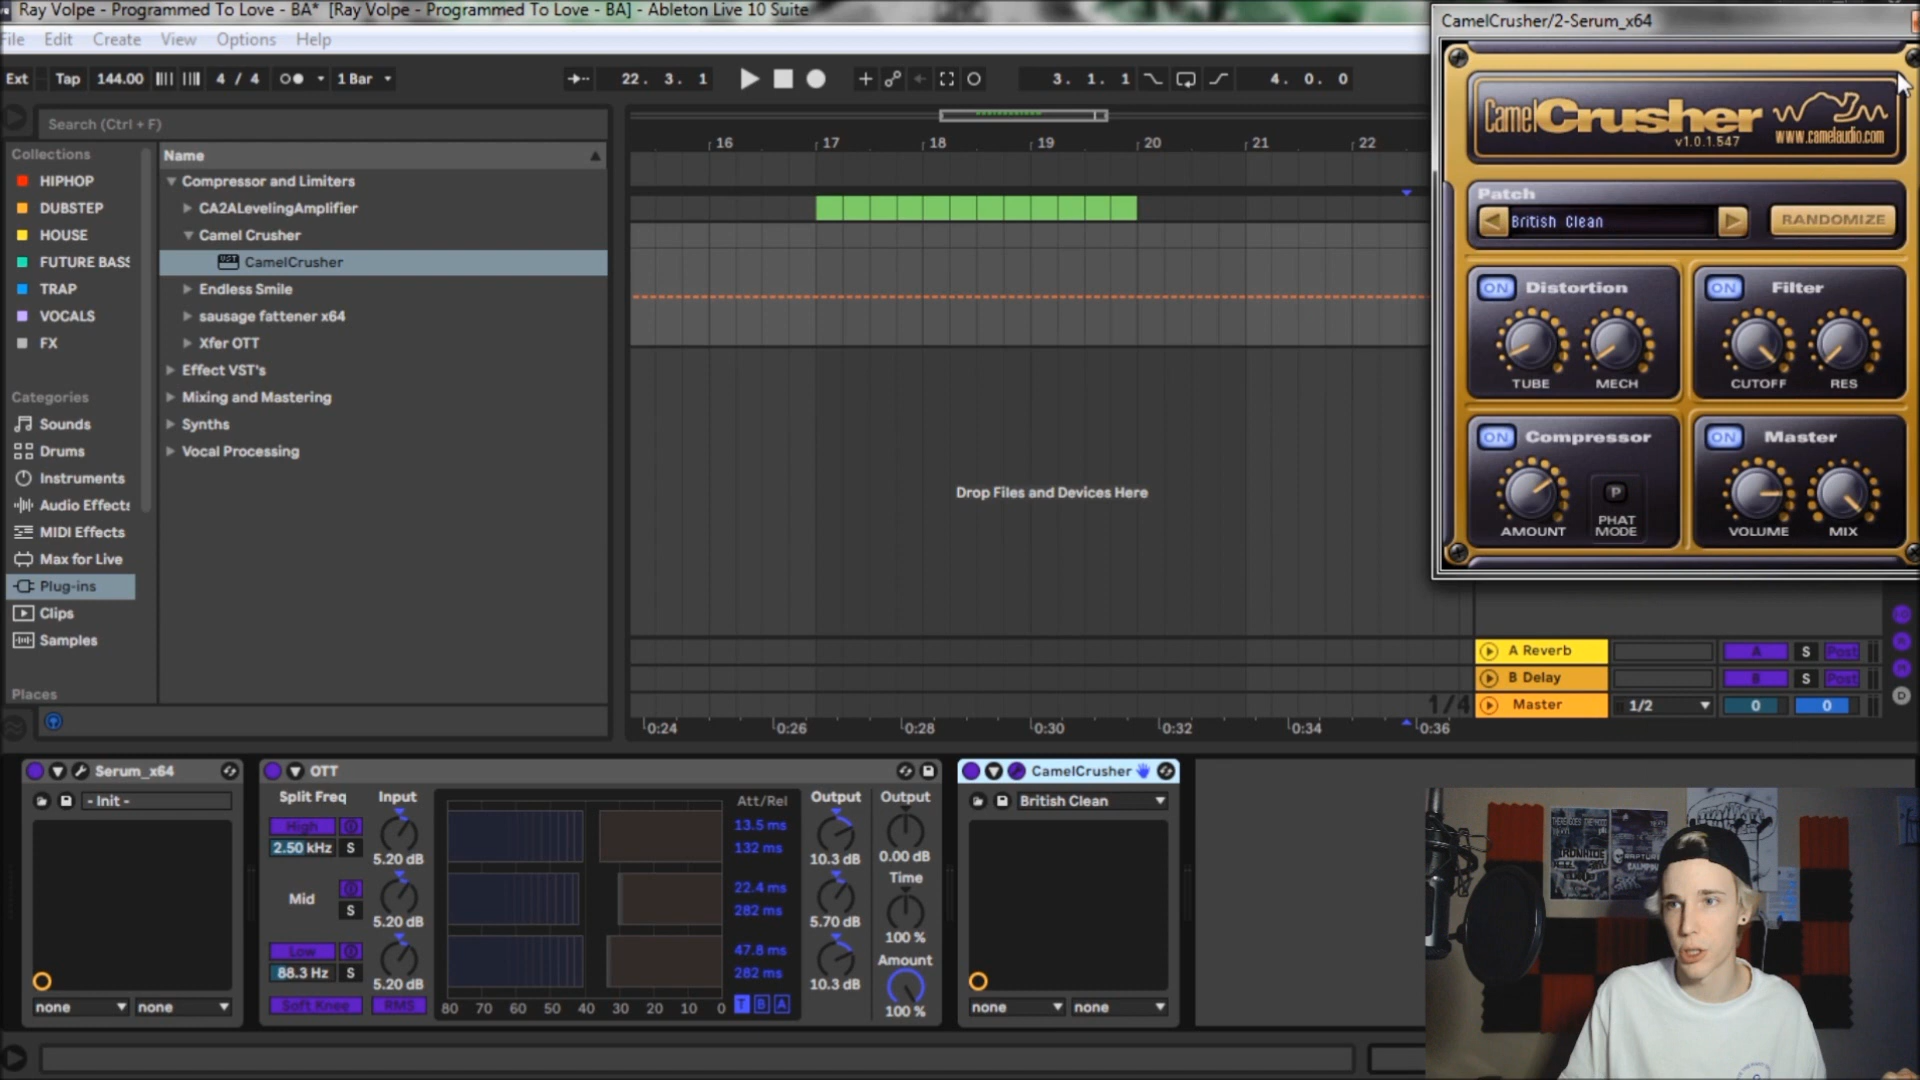 Ray Volpe - Programmed To Love - BA* [Ray Volpe - Programmed To Love - BA] - Ableton Live 10 Suite
File Edit Create View Options Help
Ext Tap 144.00 4 / 4 1 Bar 22. 3. 1 3. 1. 1 4. 0. 0
Search (Ctrl + F)
Collections
HIPHOP
DUBSTEP
HOUSE
FUTURE BASS
TRAP
VOCALS
FX
Categories
Sounds
Drums
Instruments
Audio Effects
MIDI Effects
Max for Live
Plug-ins
Clips
Samples
Places
Name
Compressor and Limiters
CA2ALevelingAmplifier
Camel Crusher
CamelCrusher
Endless Smile
sausage fattener x64
Xfer OTT
Effect VST's
Mixing and Mastering
Synths
Vocal Processing
16 17 18 19 20 21 22
Drop Files and Devices Here
1/4
0:24 0:26 0:28 0:30 0:32 0:34 0:36
CamelCrusher/2-Serum_x64
CamelCrusher
v1.0.1.547
www.camelaudio.com
Patch
British Clean RANDOMIZE
ON Distortion
TUBE MECH
ON Filter
CUTOFF RES
ON Compressor
AMOUNT P PHAT MODE
ON Master
VOLUME MIX
A Reverb A S Post
B Delay B S Post
Master 1/2 0 0
D
Serum_x64
- Init -
none none
OTT
Split Freq Input
High
2.50 kHz S 5.20 dB
Mid
S 5.20 dB
Low
88.3 Hz S 5.20 dB
Soft Knee RMS
80 70 60 50 40 30 20 10 0
Att/Rel
13.5 ms
132 ms
22.4 ms
282 ms
47.8 ms
282 ms
T B A
Output
10.3 dB
5.70 dB
10.3 dB
Output
0.00 dB
Time
100 %
Amount
100 %
CamelCrusher
British Clean
none none